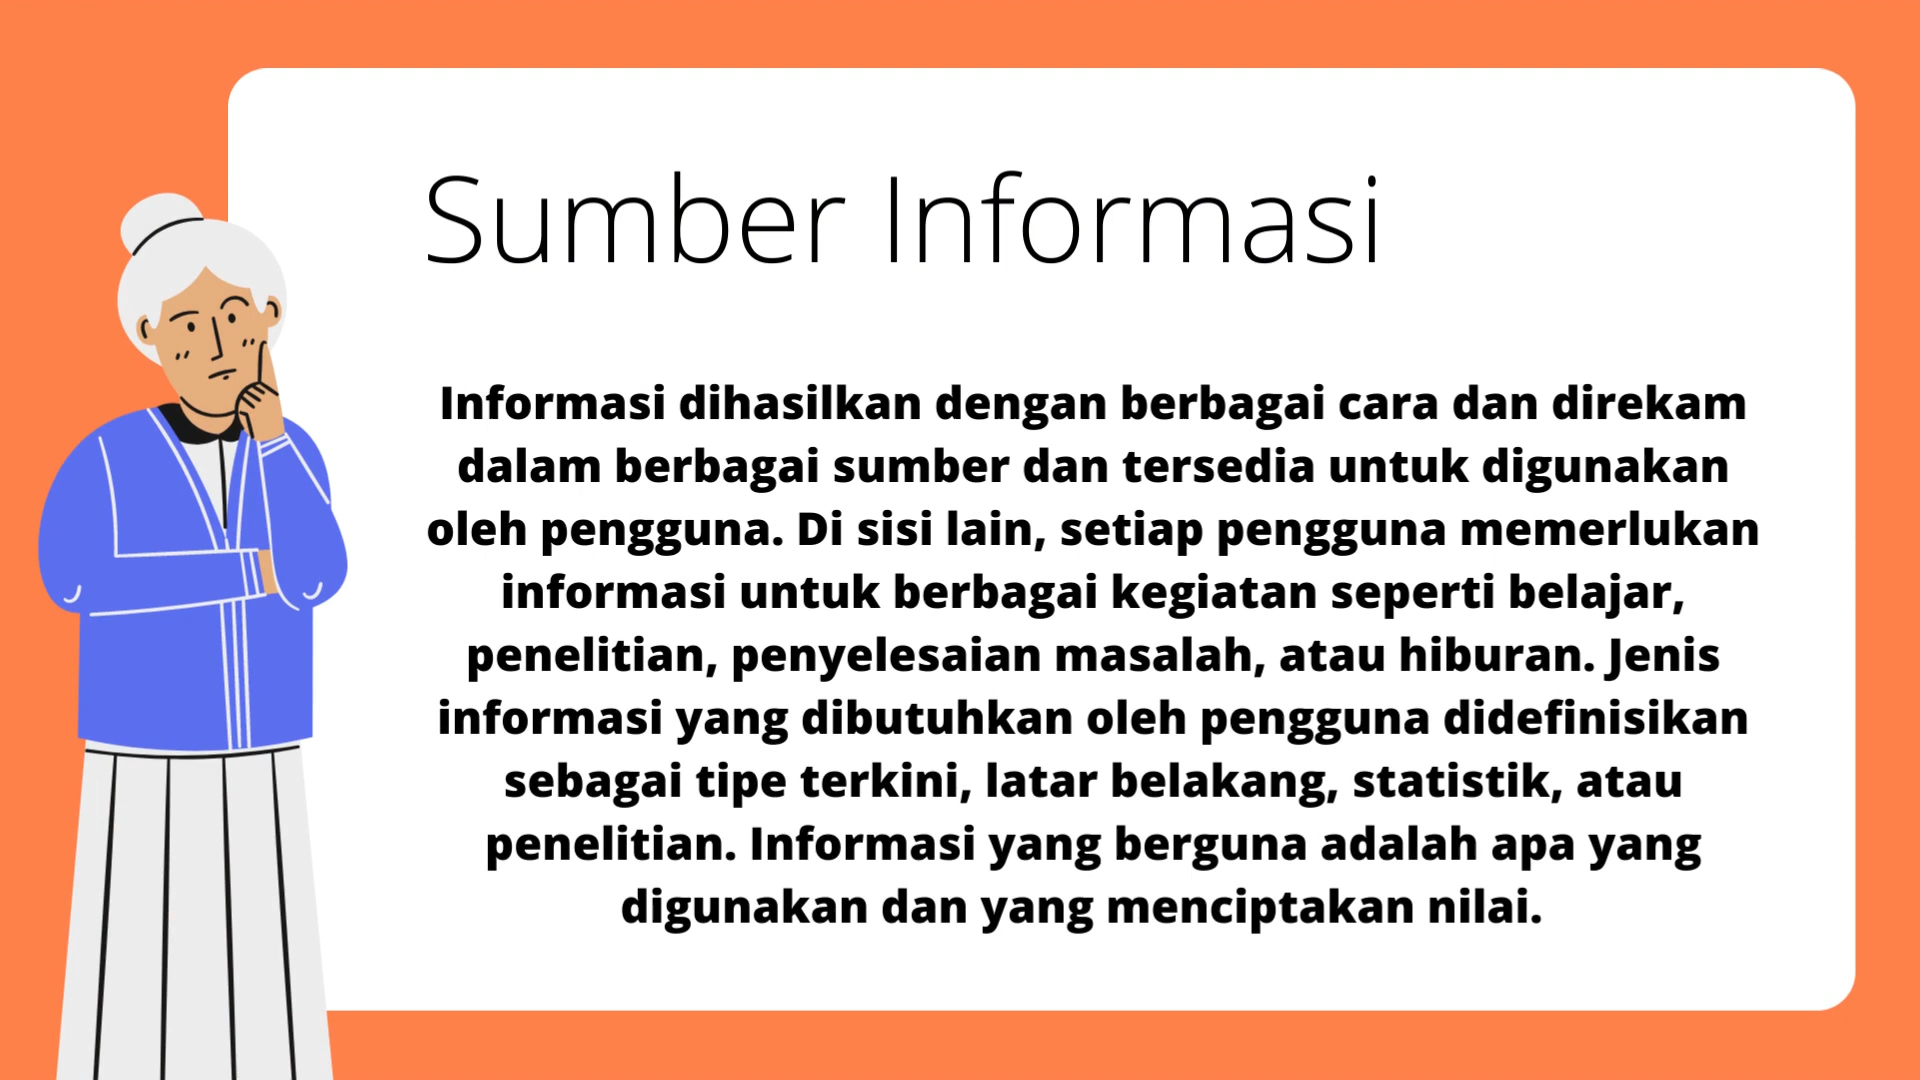 Sumber Informasi
Informasi dihasilkan dengan berbagai cara dan direkam
dalam berbagai sumber dan tersedia untuk digunakan
oleh pengguna. Di sisi lain, setiap pengguna memerlukan
informasi untuk berbagai kegiatan seperti belajar,
penelitian, penyelesaian masalah, atau hiburan. Jenis
informasi yang dibutuhkan oleh pengguna didefinisikan
sebagai tipe terkini, latar belakang, statistik, atau
penelitian. Informasi yang berguna adalah apa yang
digunakan dan yang menciptakan nilai.